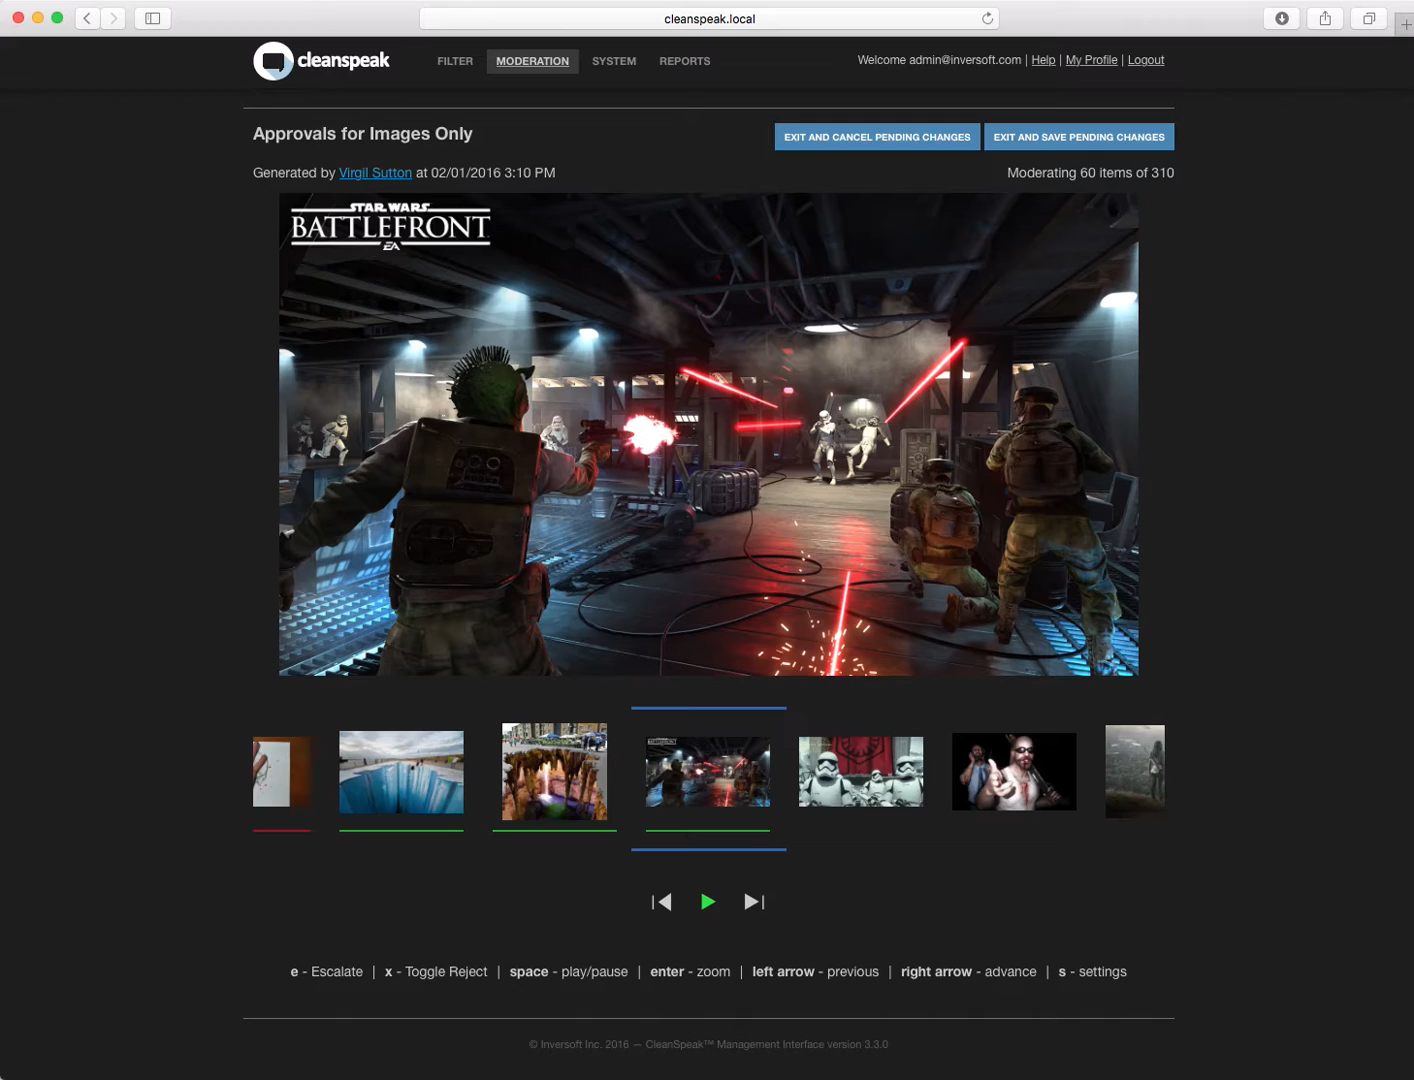 cleanspeak.local
cleanspeak
FILTER MODERATION SYSTEM REPORTS
Welcome admin@inversoft.com | Help | My Profile | Logout
Approvals for Images Only
EXIT AND CANCEL PENDING CHANGES EXIT AND SAVE PENDING CHANGES
Generated by Virgil Sutton at 02/01/2016 3:10 PM
Moderating 60 items of 310
STAR WARS
BATTLEFRONT
EA
e - Escalate | x - Toggle Reject | space - play/pause | enter - zoom | left arrow - previous | right arrow - advance | s - settings
© Inversoft Inc. 2016 — CleanSpeak™ Management Interface version 3.3.0